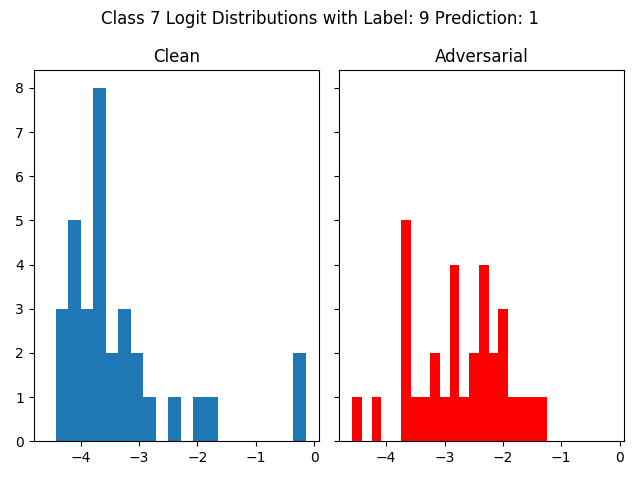 Class 7 Logit Distributions with Label: 9 Prediction: 1
Clean
Adversarial
8
7
6
5
4
3
2
1
0
−4 −3 −2 −1 0
−4 −3 −2 −1 0